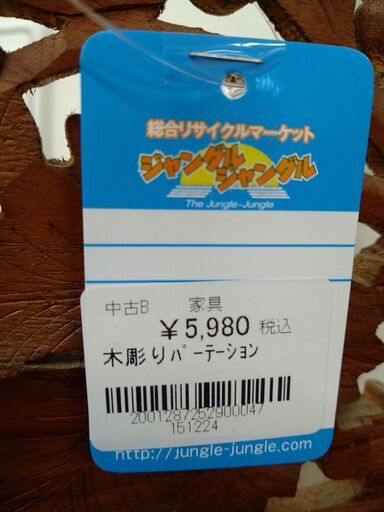 総合リサイクルマーケット
ジャングル
ジャングル
The Jungle-Jungle
中古B 家具
￥5,980 税込
木彫りパーテーション
2001287252900047
151224
http://jungle-jungle.com